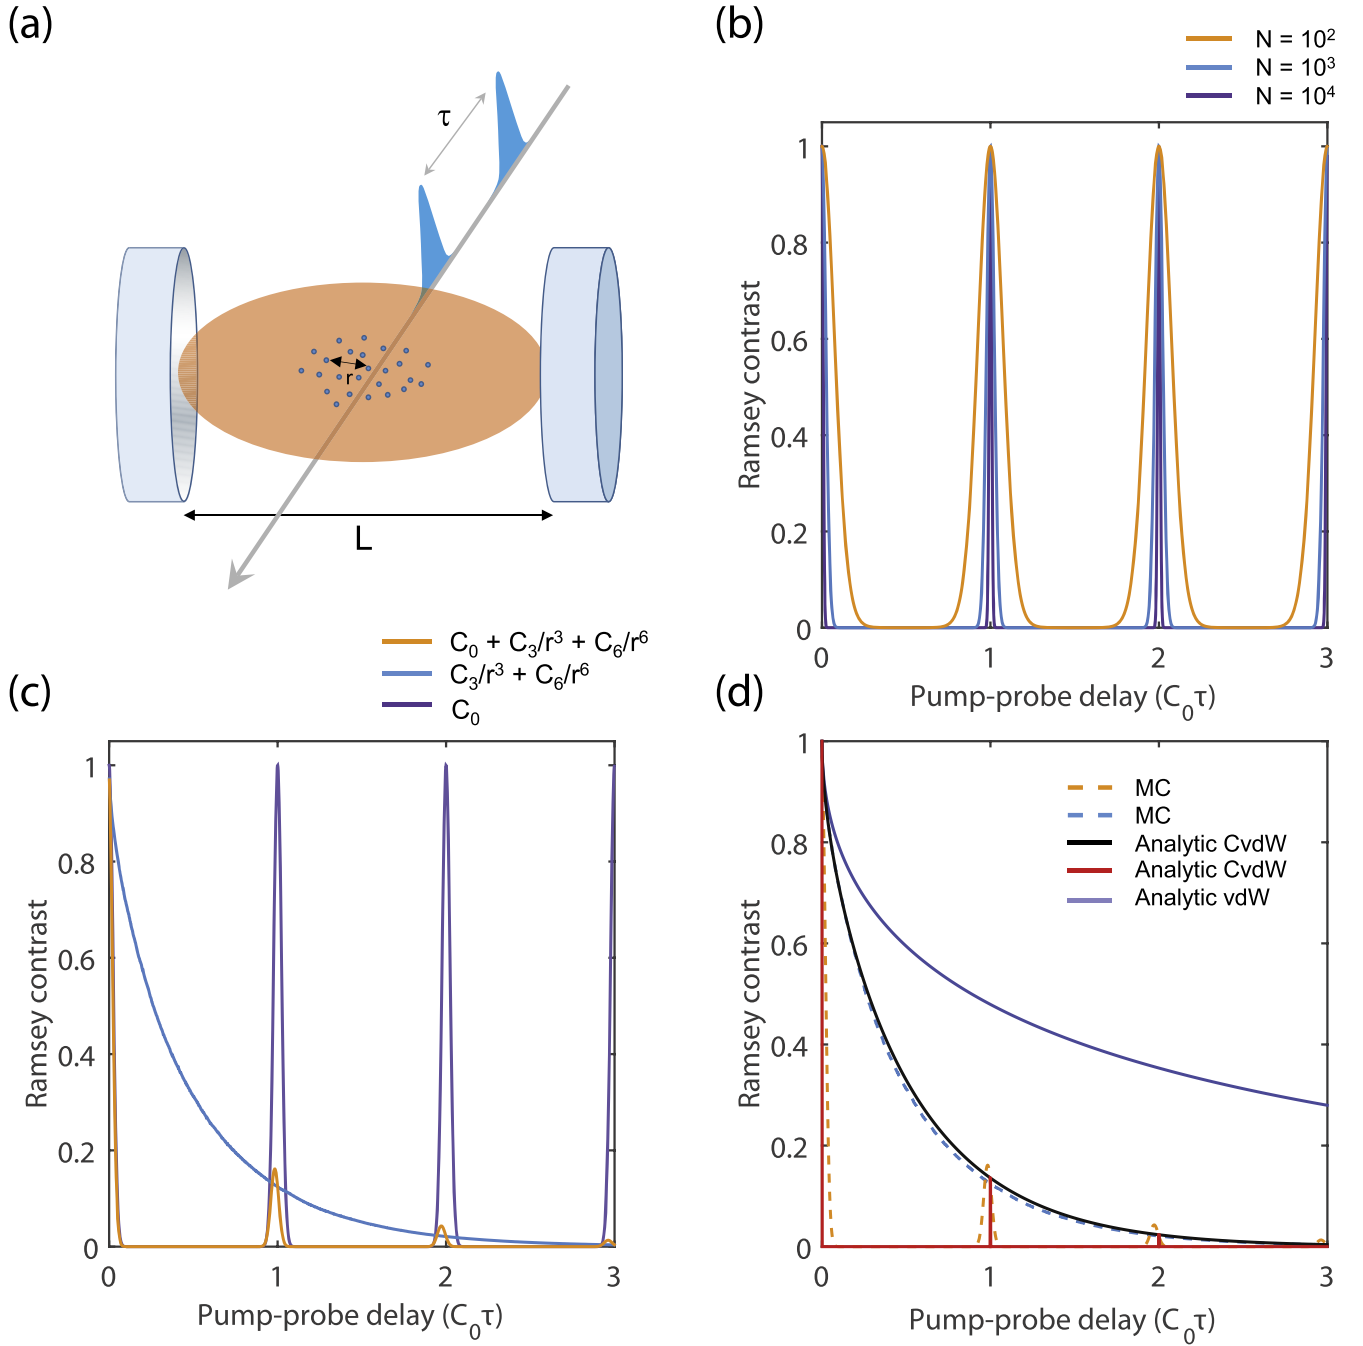 (a)
τ
r
L
(b)
N = 10²
N = 10³
N = 10⁴
1
0.8
0.6
0.4
0.2
0
Ramsey contrast
0 1 2 3
Pump-probe delay (C₀τ)
(c)
C₀ + C₃/r³ + C₆/r⁶
C₃/r³ + C₆/r⁶
C₀
1
0.8
0.6
0.4
0.2
0
Ramsey contrast
0 1 2 3
Pump-probe delay (C₀τ)
(d)
MC
MC
Analytic CvdW
Analytic CvdW
Analytic vdW
1
0.8
0.6
0.4
0.2
0
Ramsey contrast
0 1 2 3
Pump-probe delay (C₀τ)